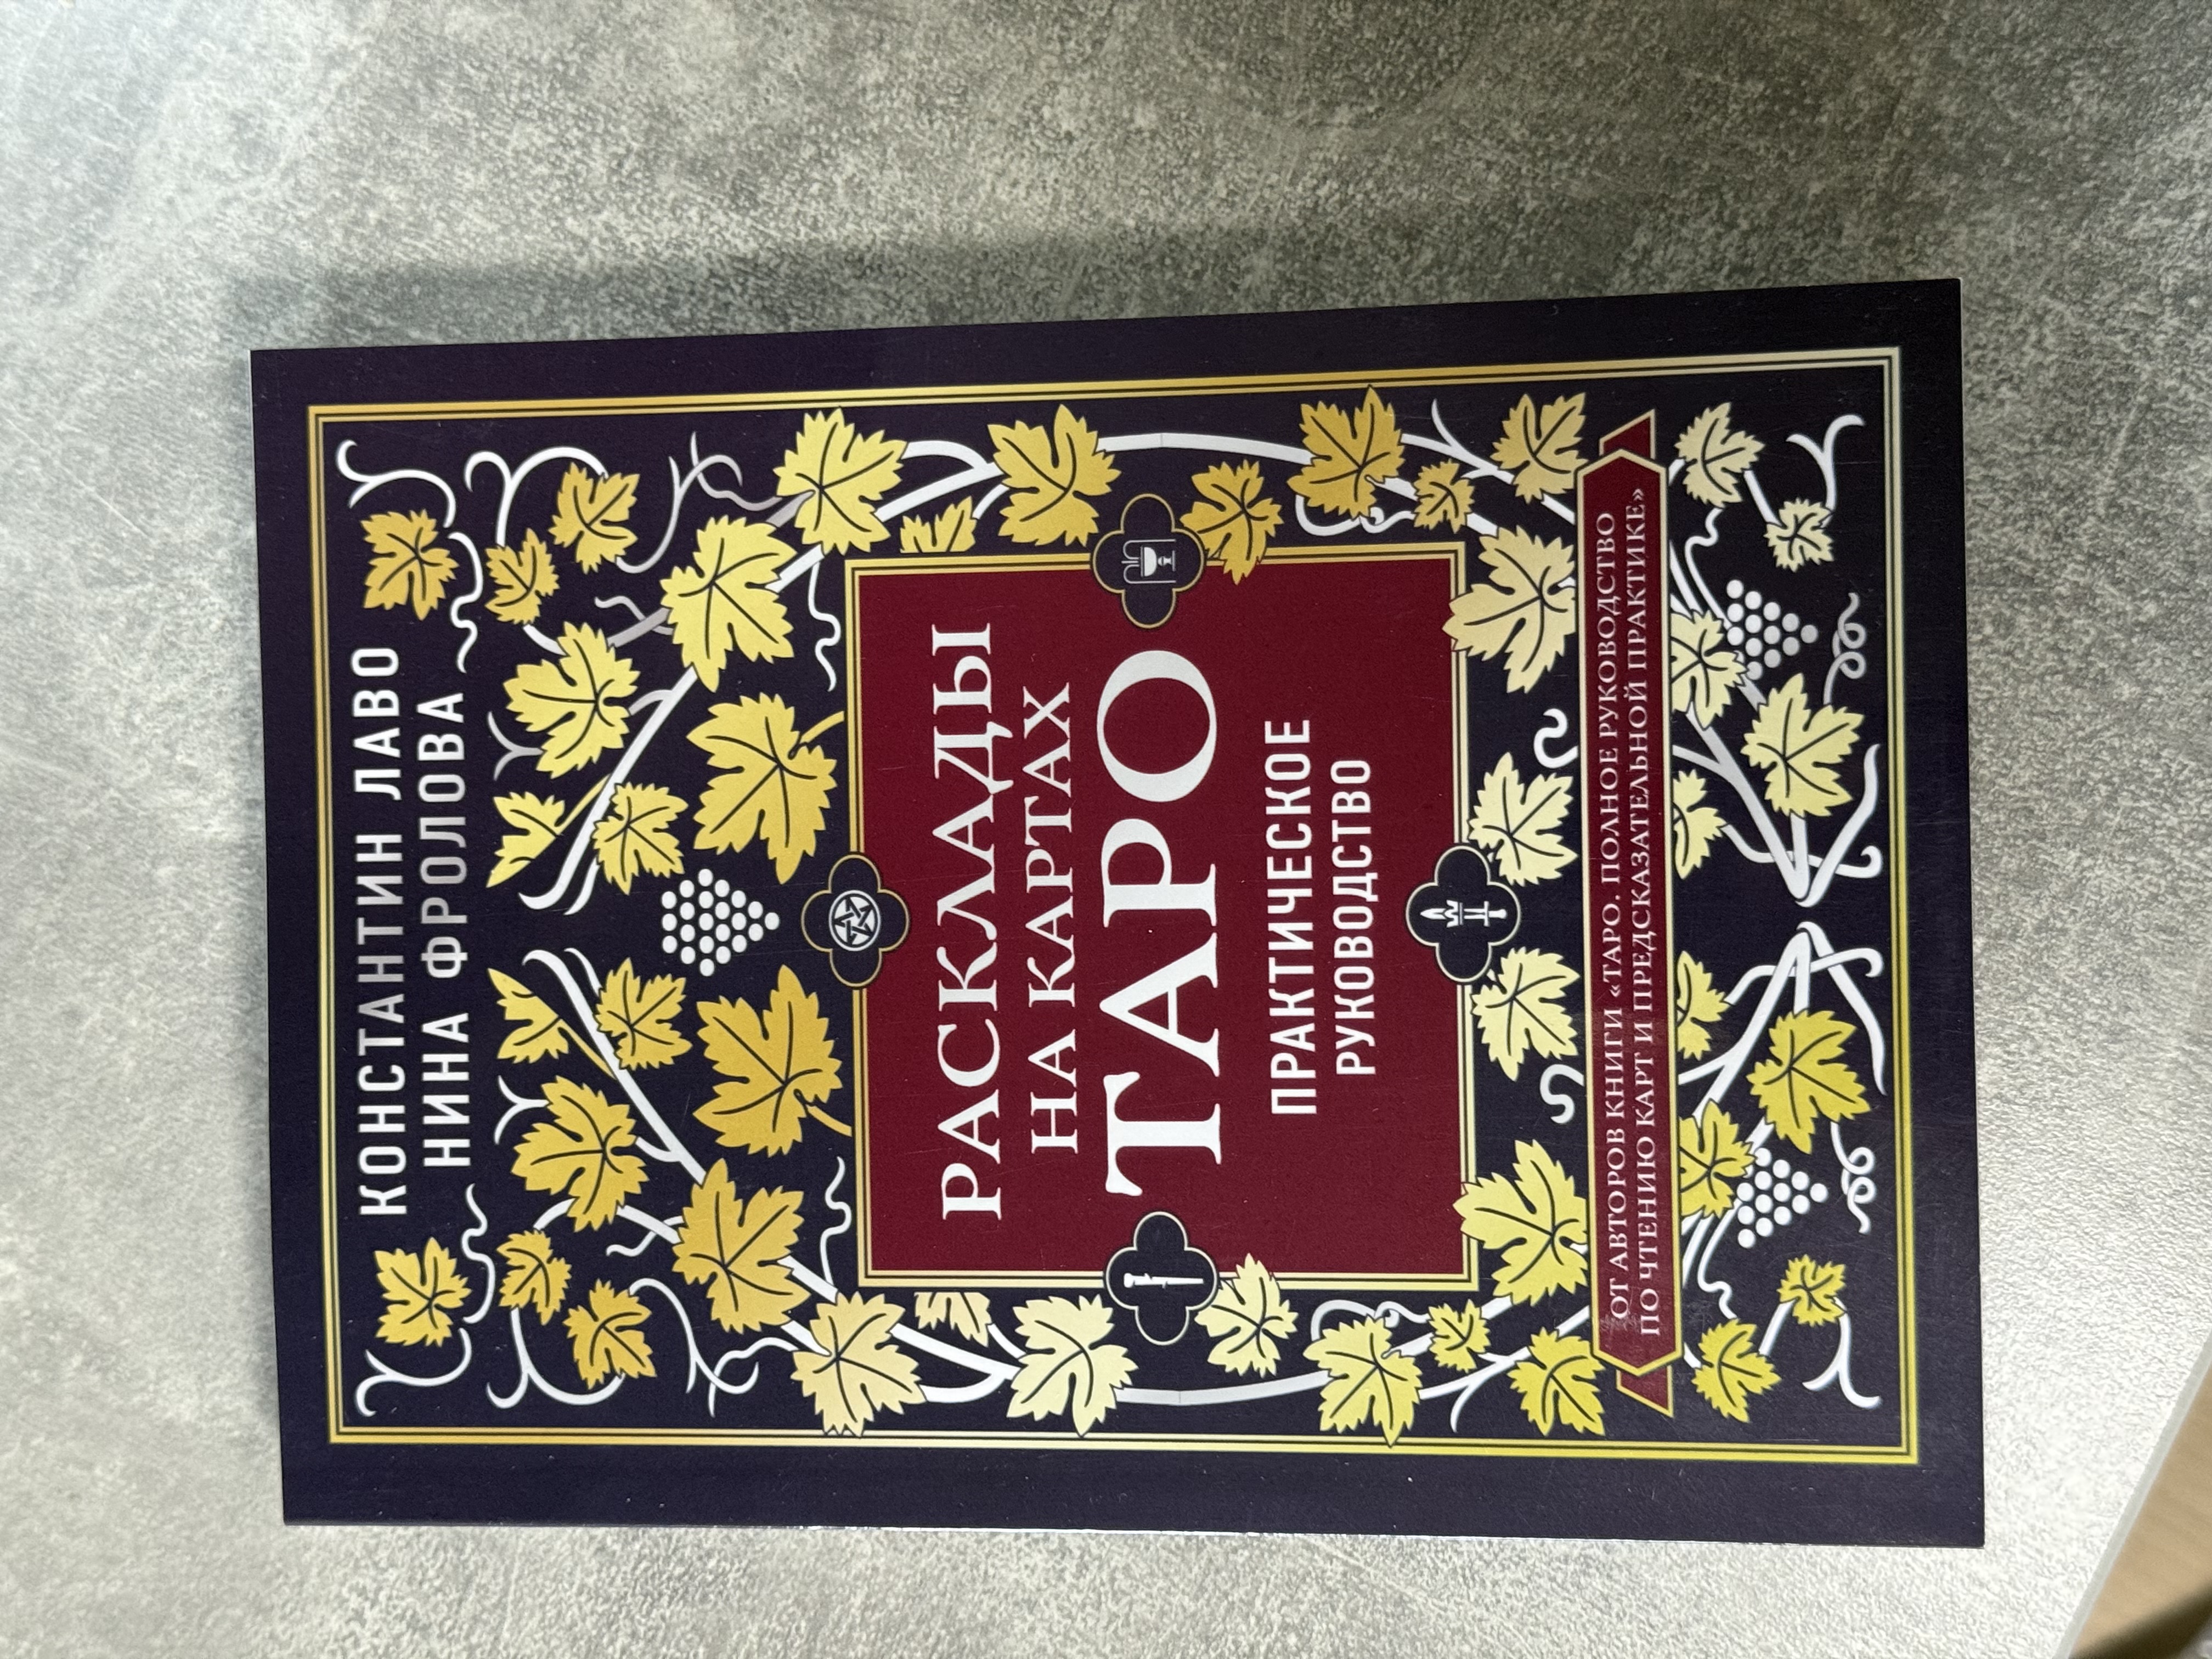 КОНСТАНТИН ЛАВО
НИНА ФРОЛОВА
РАСКЛАДЫ
НА КАРТАХ
ТАРО
ПРАКТИЧЕСКОЕ
РУКОВОДСТВО
ОТ АВТОРОВ КНИГИ «ТАРО. ПОЛНОЕ РУКОВОДСТВО
ПО ЧТЕНИЮ КАРТ И ПРЕДСКАЗАТЕЛЬНОЙ ПРАКТИКЕ»